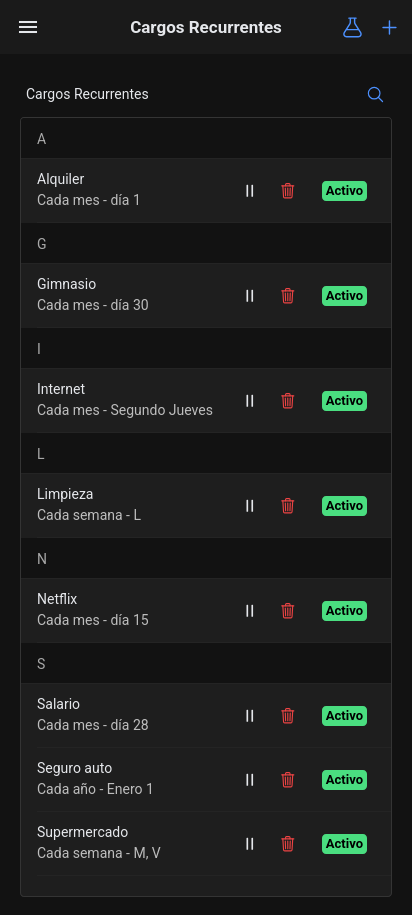 Cargos Recurrentes
Cargos Recurrentes
A
Alquiler
Cada mes - día 1
Activo
G
Gimnasio
Cada mes - día 30
Activo
I
Internet
Cada mes - Segundo Jueves
Activo
L
Limpieza
Cada semana - L
Activo
N
Netflix
Cada mes - día 15
Activo
S
Salario
Cada mes - día 28
Activo
Seguro auto
Cada año - Enero 1
Activo
Supermercado
Cada semana - M, V
Activo